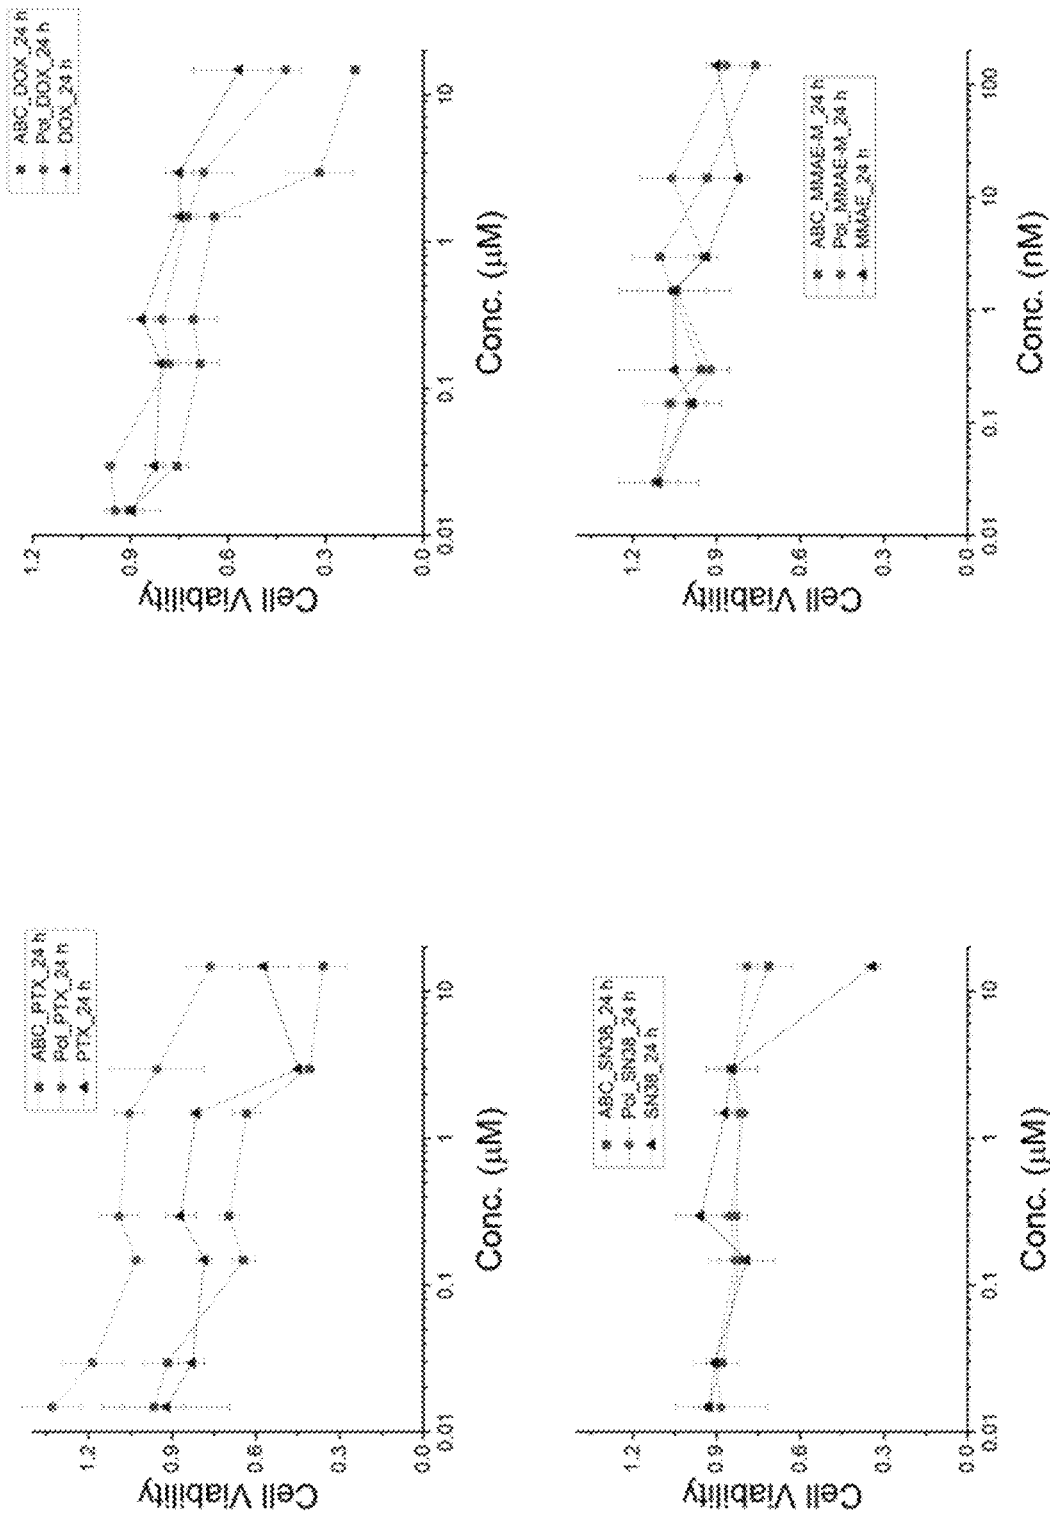 ABC_PTX_24 h
Pol_PTX_24 h
PTX_24 h
Cell Viability
1.2
0.9
0.6
0.3
0.0
0.01
0.1
1
10
Conc. (µM)
ABC_DOX_24 h
Pol_DOX_24 h
DOX_24 h
Cell Viability
1.2
0.9
0.6
0.3
0.0
0.01
0.1
1
10
Conc. (µM)
ABC_SN38_24 h
Pol_SN38_24 h
SN38_24 h
Cell Viability
1.2
0.9
0.6
0.3
0.0
0.01
0.1
1
10
Conc. (µM)
ABC_MMAE-M_24 h
Pol_MMAE-M_24 h
MMAE_24 h
Cell Viability
1.2
0.9
0.6
0.3
0.0
0.01
0.1
1
10
100
Conc. (nM)